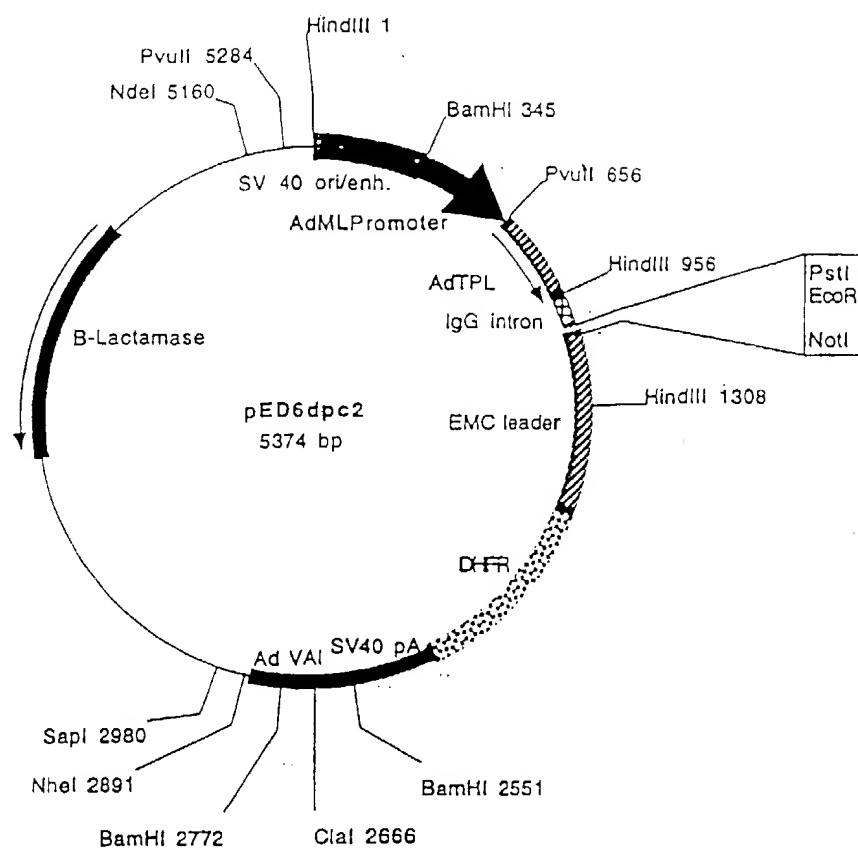 HindIII 1
PvuII 5284
NdeI 5160
BamHI 345
SV 40 ori/enh.
PvuII 656
AdMLPromoter
HindIII 956
PstI
EcoR
NotI
AdTPL
IgG intron
B-Lactamase
HindIII 1308
pED6dpc2
5374 bp
EMC leader
DHFR
SV40 pA
Ad VAI
SapI 2980
NheI 2891
BamHI 2551
BamHI 2772
ClaI 2666